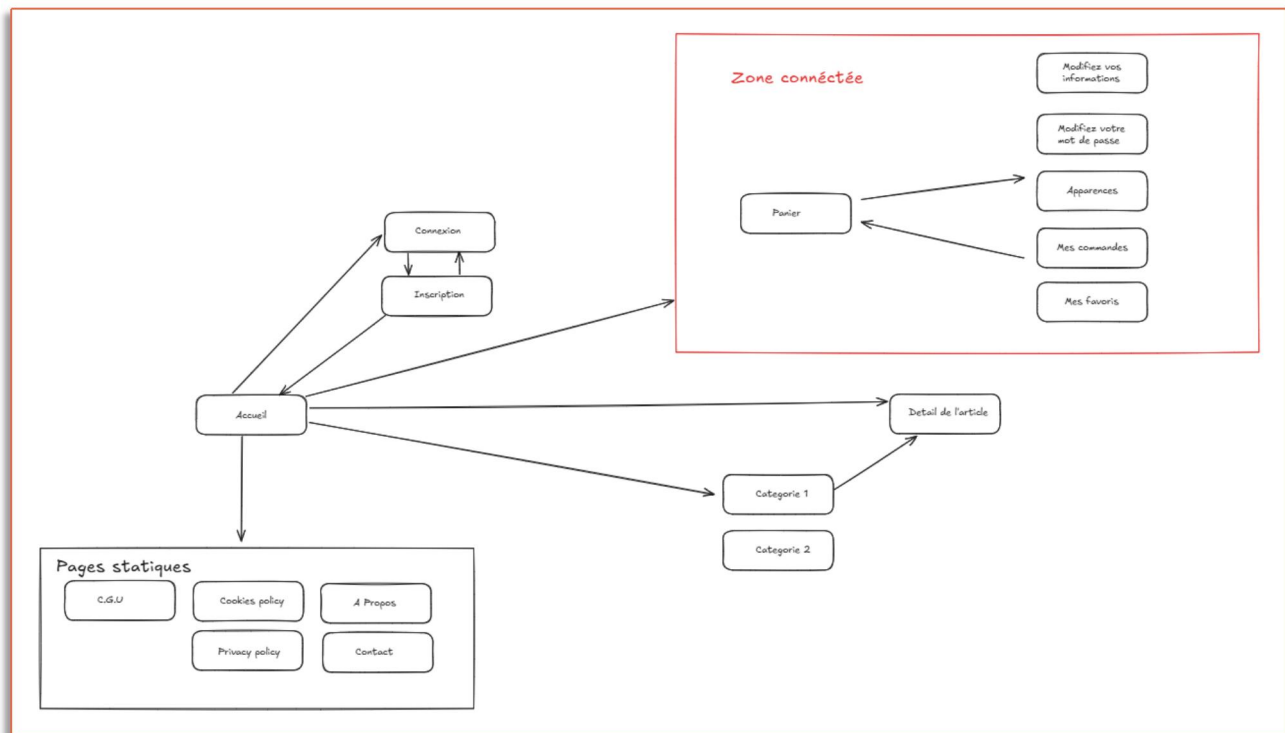 Zone connéctée
Modifiez vos
informations
Modifiez votre
mot de passe
Apparences
Panier
Mes commandes
Mes favoris
Connexion
Inscription
Accueil
Detail de l'article
Categorie 1
Categorie 2
Pages statiques
C.G.U
Cookies policy
A Propos
Privacy policy
Contact